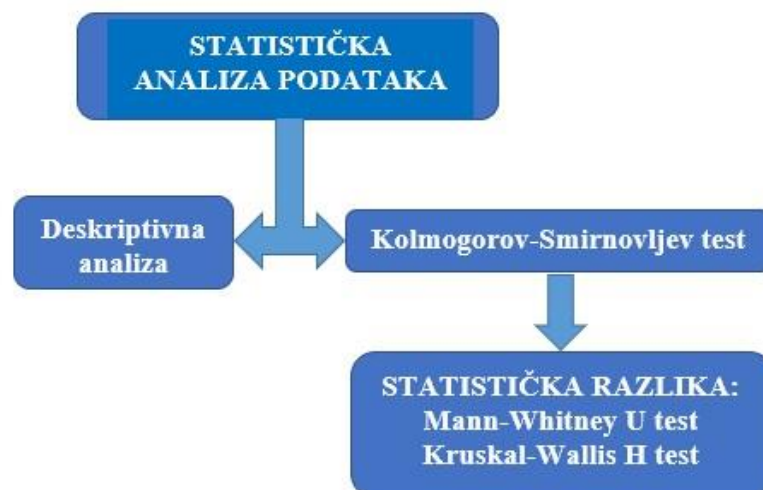 STATISTIČKA
ANALIZA PODATAKA
Deskriptivna
analiza
Kolmogorov-Smirnovljev test
STATISTIČKA RAZLIKA:
Mann-Whitney U test
Kruskal-Wallis H test